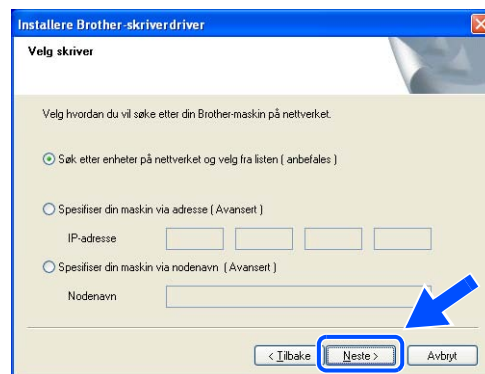 Installere Brother-skriverdriver
Velg skriver
Velg hvordan du vil søke etter din Brother-maskin på nettverket.
Søk etter enheter på nettverket og velg fra listen ( anbefales )
Spesifiser din maskin via adresse ( Avansert )
IP-adresse
Spesifiser din maskin via nodenavn ( Avansert )
Nodenavn
< Tilbake Neste > Avbryt